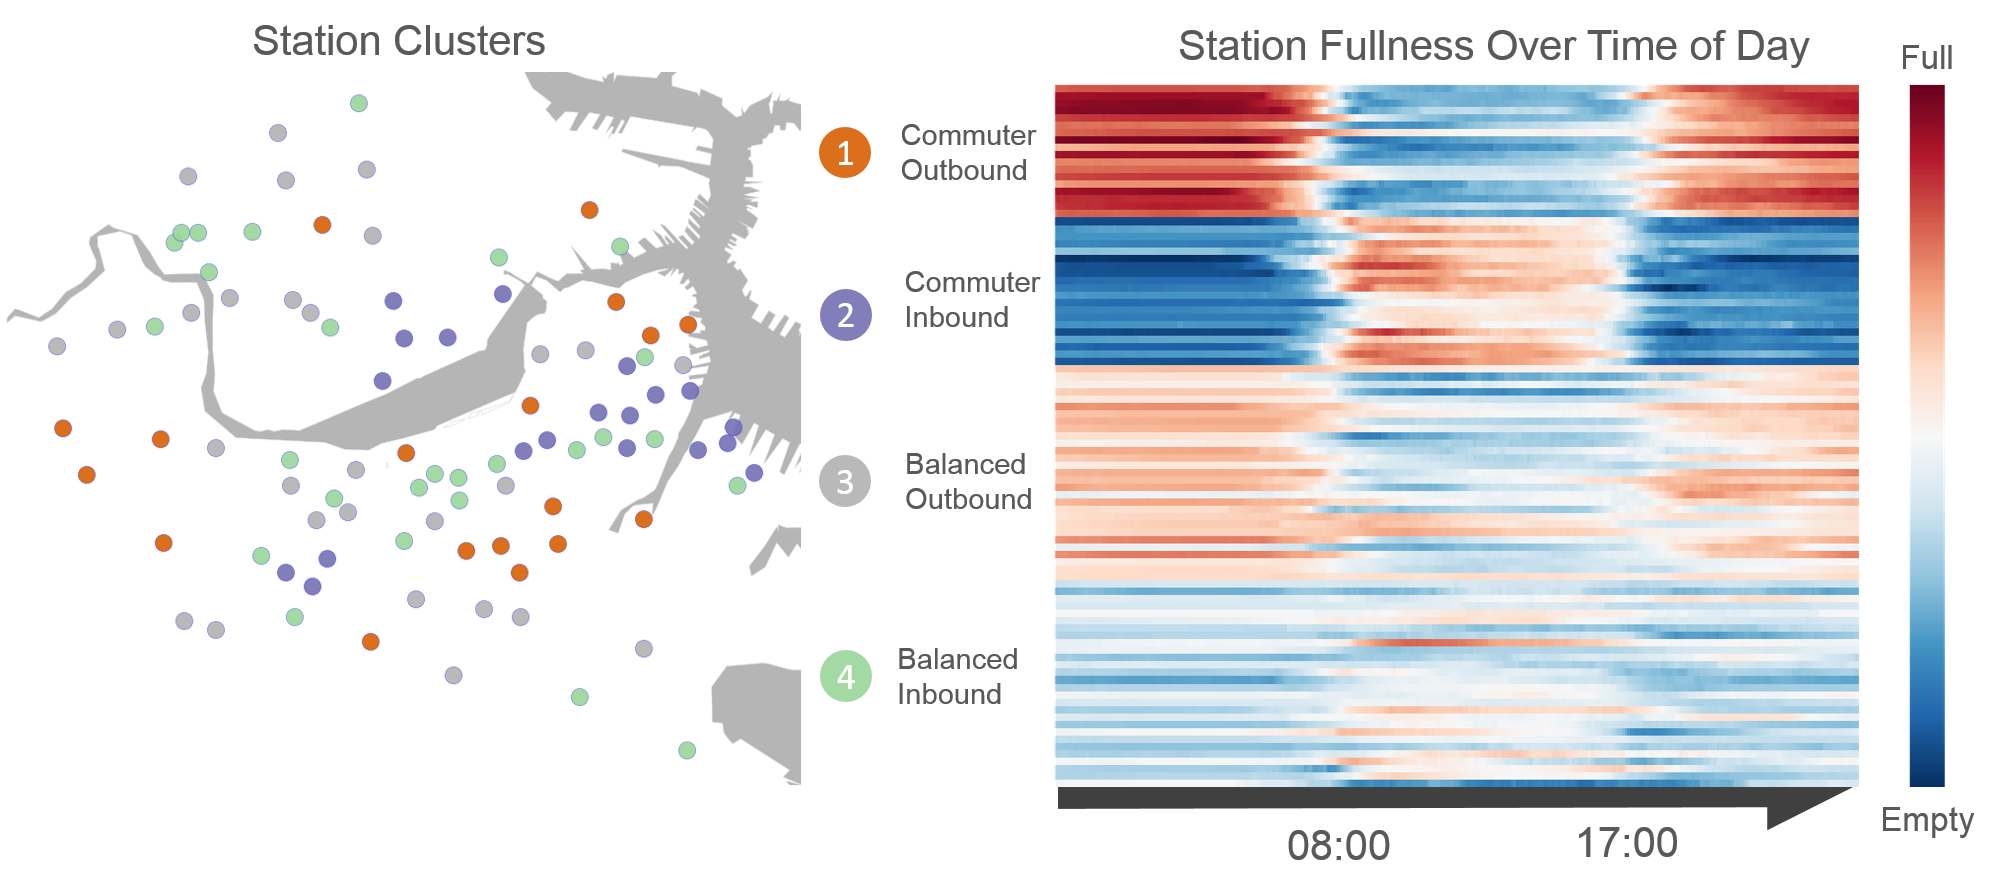 Station Clusters
1
Commuter
Outbound
2
Commuter
Inbound
3
Balanced
Outbound
4
Balanced
Inbound
Station Fullness Over Time of Day
Full
Empty
08:00
17:00